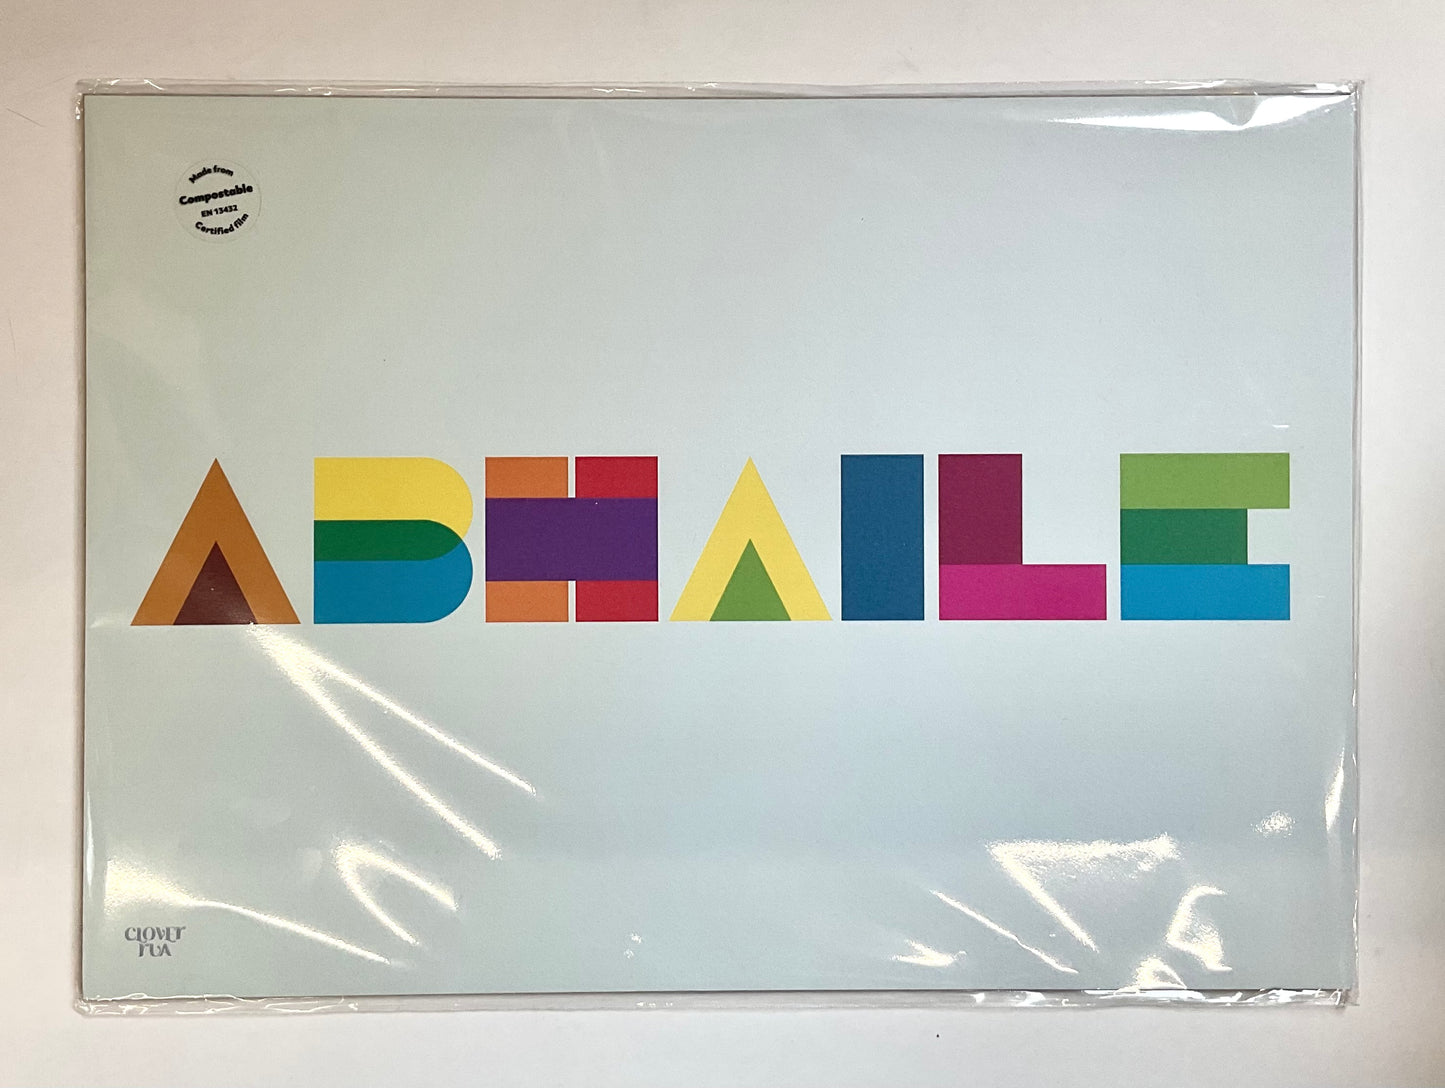 Made from
Compostable
EN 13432
Certified film
ABHAILE
CLOVER
RUA